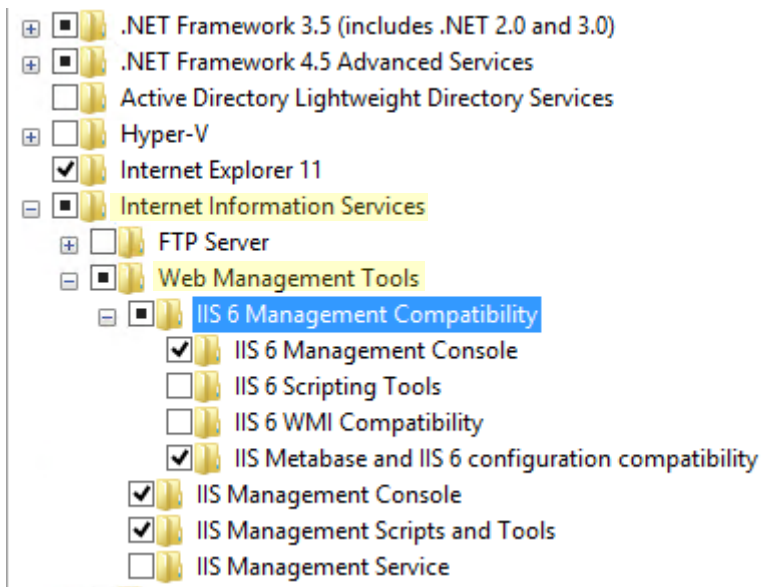 .NET Framework 3.5 (includes .NET 2.0 and 3.0)
.NET Framework 4.5 Advanced Services
Active Directory Lightweight Directory Services
Hyper-V
Internet Explorer 11
Internet Information Services
FTP Server
Web Management Tools
IIS 6 Management Compatibility
IIS 6 Management Console
IIS 6 Scripting Tools
IIS 6 WMI Compatibility
IIS Metabase and IIS 6 configuration compatibility
IIS Management Console
IIS Management Scripts and Tools
IIS Management Service